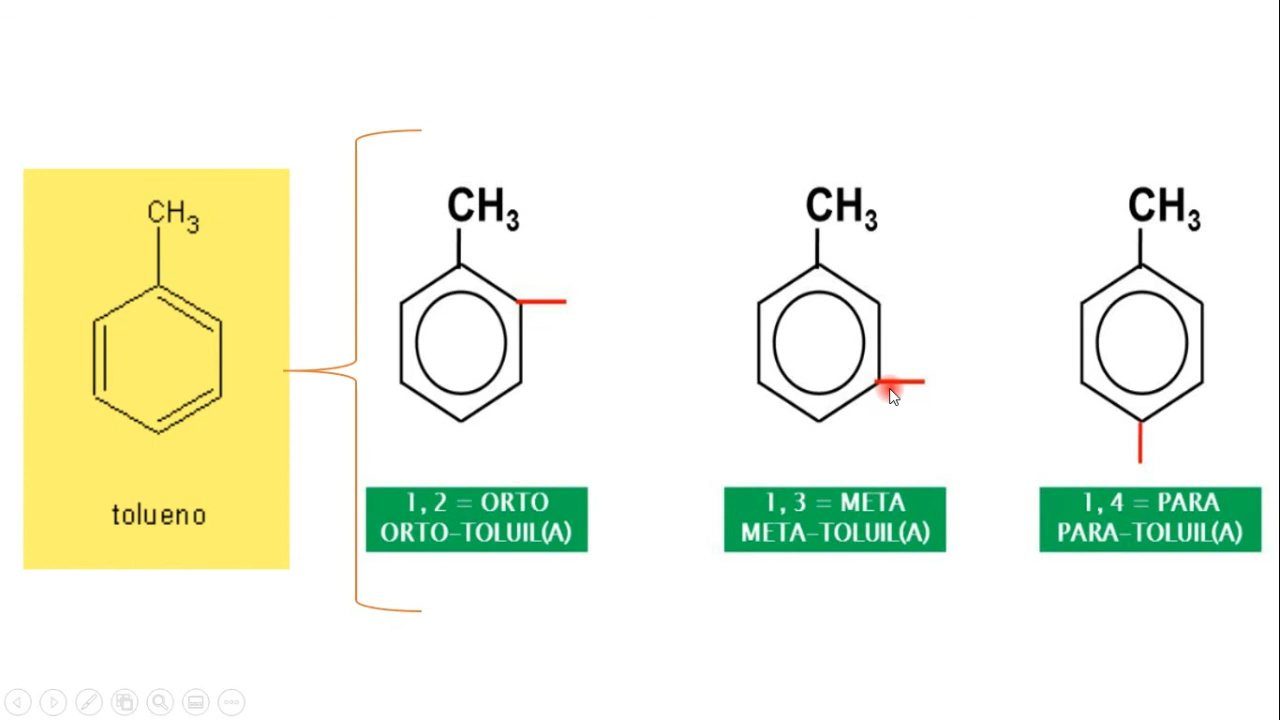 CH3
tolueno
CH3
1, 2 = ORTO
ORTO-TOLUIL(A)
CH3
1, 3 = META
META-TOLUIL(A)
CH3
1, 4 = PARA
PARA-TOLUIL(A)